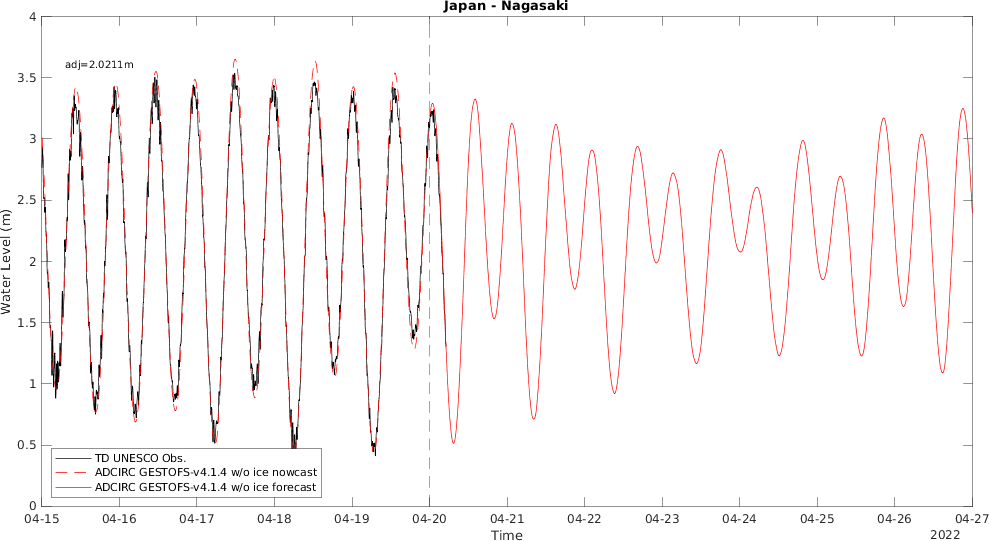 Japan - Nagasaki
4
3.5
3
2.5
2
1.5
1
0.5
0
Water Level (m)
adj=2.0211m
TD UNESCO Obs.
ADCIRC GESTOFS-v4.1.4 w/o ice nowcast
ADCIRC GESTOFS-v4.1.4 w/o ice forecast
04-15 04-16 04-17 04-18 04-19 04-20 04-21 04-22 04-23 04-24 04-25 04-26 04-27
Time
2022